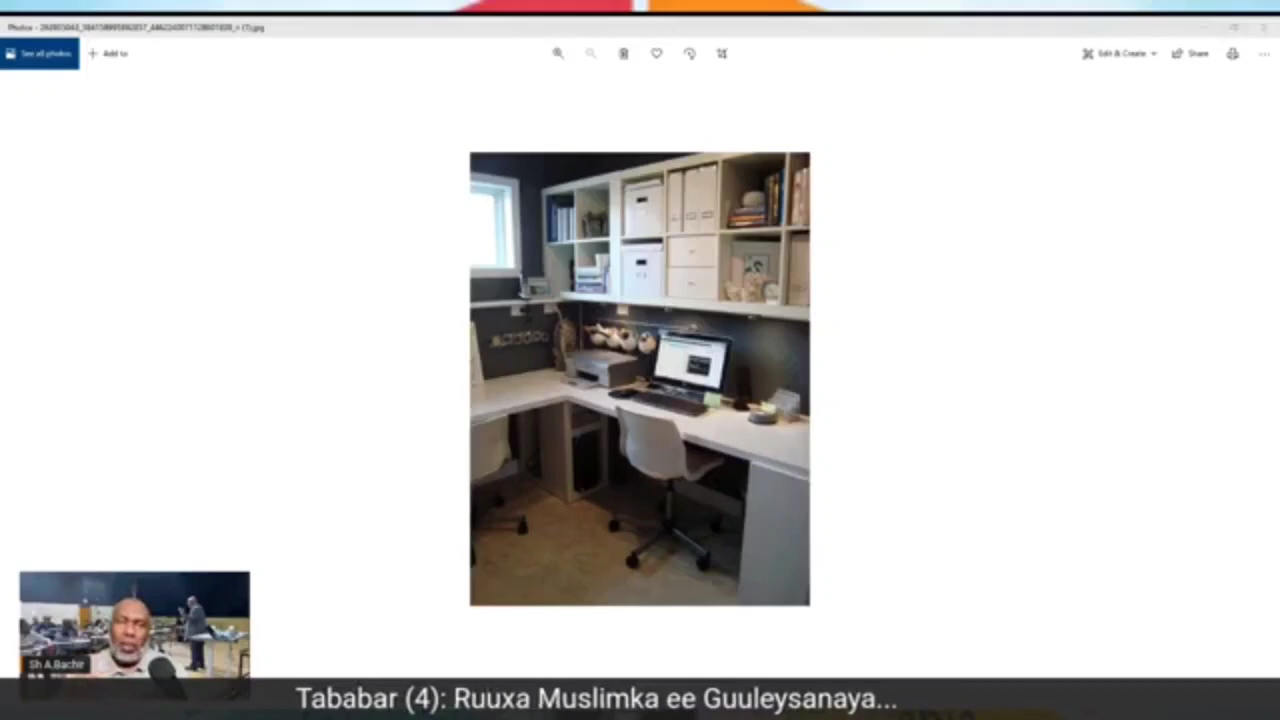 See all photos
Add to
Edit & Create
Share
Sh A.Bachir
Tababar (4): Ruuxa Muslimka ee Guuleysanaya...